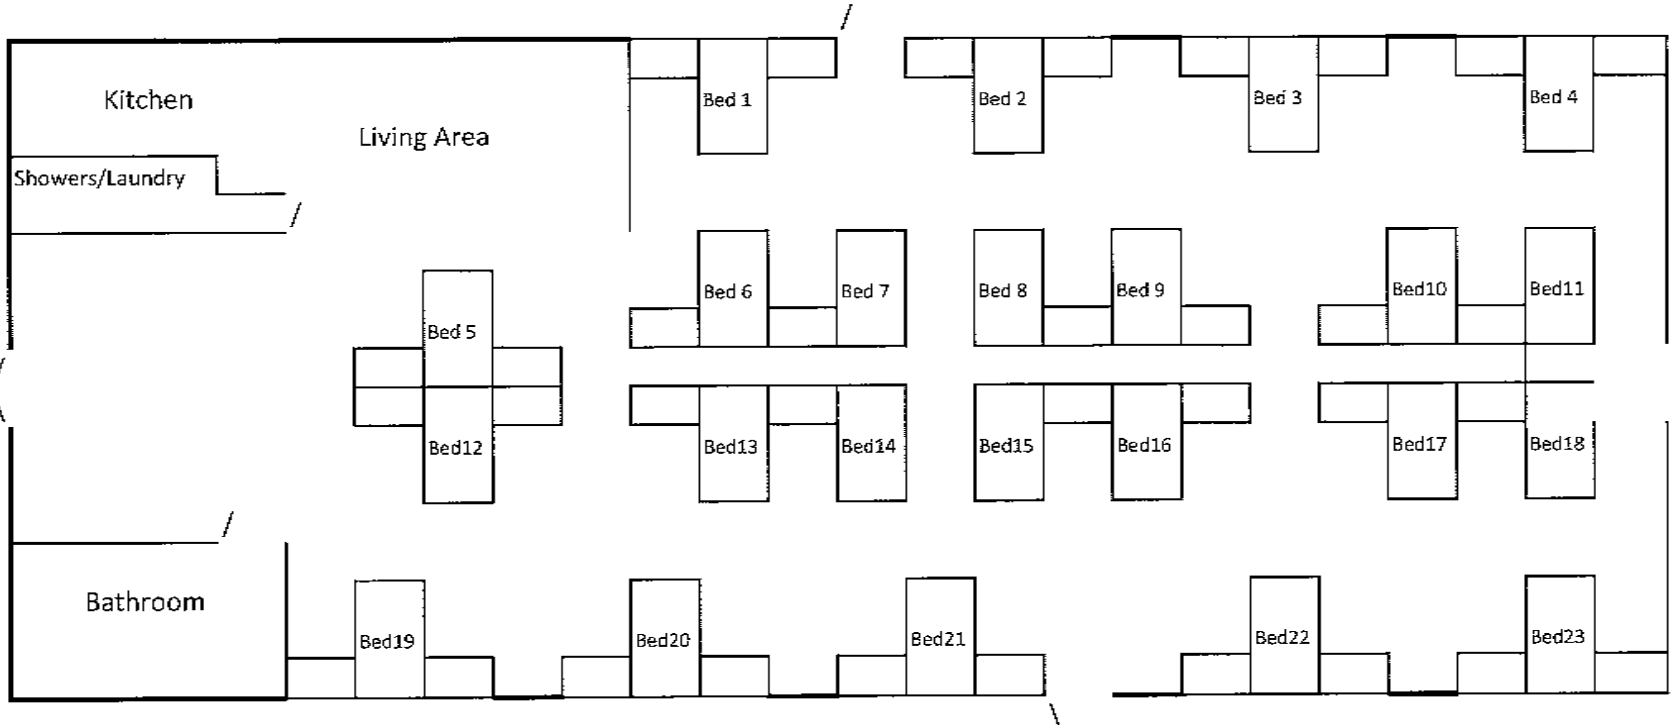 Kitchen
Living Area
Showers/Laundry
Bed 1
Bed 2
Bed 3
Bed 4
Bed 5
Bed 6
Bed 7
Bed 8
Bed 9
Bed10
Bed11
Bed12
Bed13
Bed14
Bed15
Bed16
Bed17
Bed18
Bathroom
Bed19
Bed20
Bed21
Bed22
Bed23